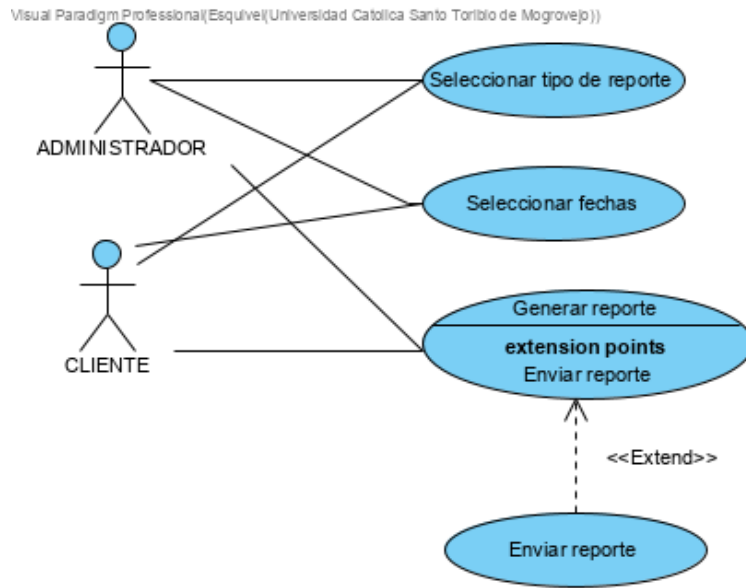 Visual Paradigm Professional(Esquivel(Universidad Catolica Santo Toribio de Mogrovejo))
Seleccionar tipo de reporte
ADMINISTRADOR
Seleccionar fechas
Generar reporte
extension points
Enviar reporte
CLIENTE
<<Extend>>
Enviar reporte